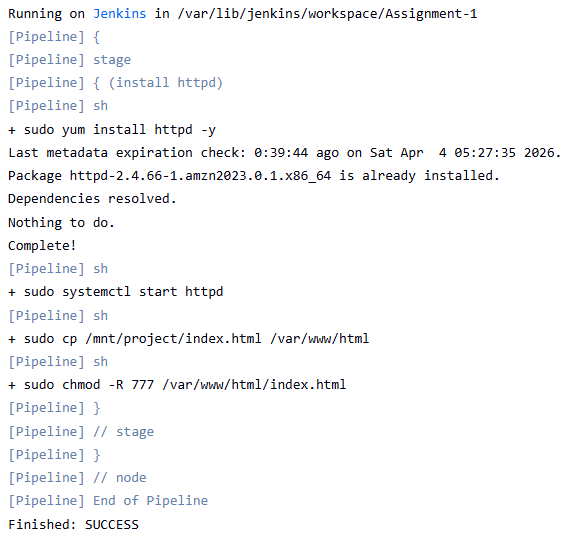 Running on Jenkins in /var/lib/jenkins/workspace/Assignment-1
[Pipeline] {
[Pipeline] stage
[Pipeline] { (install httpd)
[Pipeline] sh
+ sudo yum install httpd -y
Last metadata expiration check: 0:39:44 ago on Sat Apr  4 05:27:35 2026.
Package httpd-2.4.66-1.amzn2023.0.1.x86_64 is already installed.
Dependencies resolved.
Nothing to do.
Complete!
[Pipeline] sh
+ sudo systemctl start httpd
[Pipeline] sh
+ sudo cp /mnt/project/index.html /var/www/html
[Pipeline] sh
+ sudo chmod -R 777 /var/www/html/index.html
[Pipeline] }
[Pipeline] // stage
[Pipeline] }
[Pipeline] // node
[Pipeline] End of Pipeline
Finished: SUCCESS